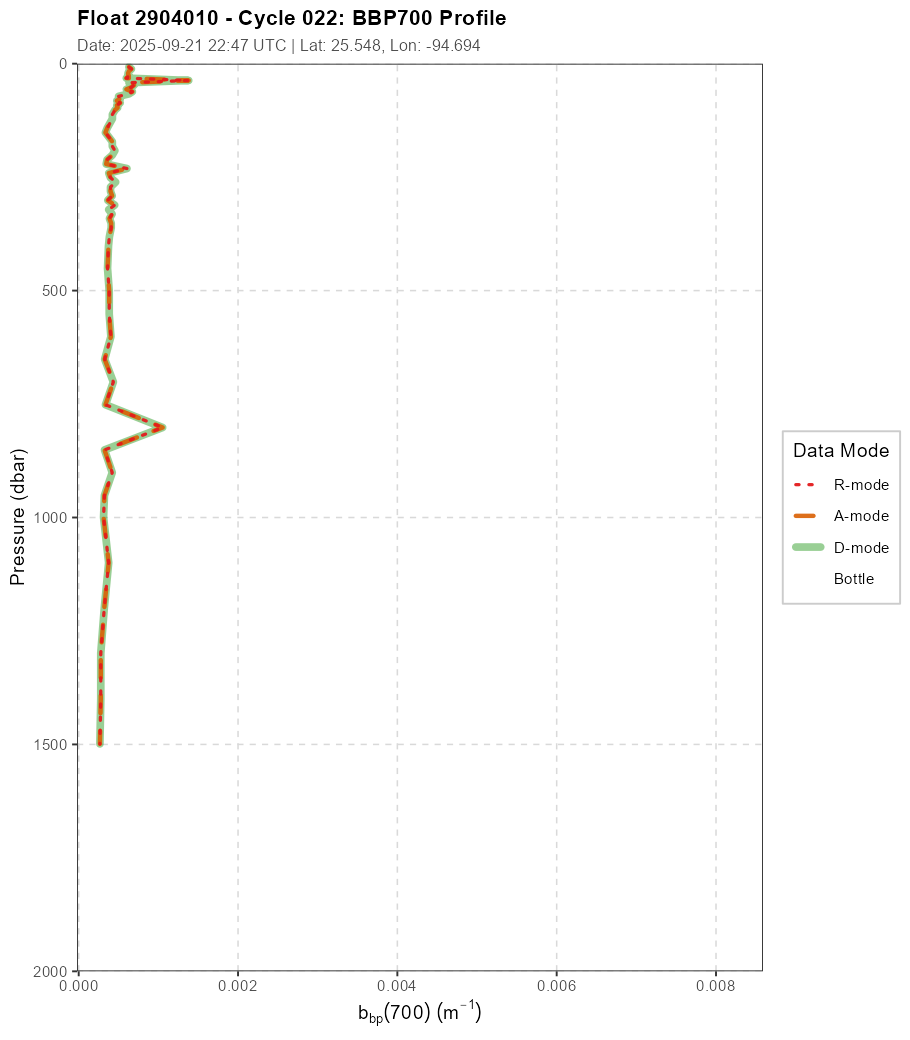 Float 2904010 - Cycle 022: BBP700 Profile
Date: 2025-09-21 22:47 UTC | Lat: 25.548, Lon: -94.694
0
500
1000
1500
2000
Pressure (dbar)
0.000 0.002 0.004 0.006 0.008
b_bp(700) (m⁻¹)
Data Mode
R-mode
A-mode
D-mode
Bottle